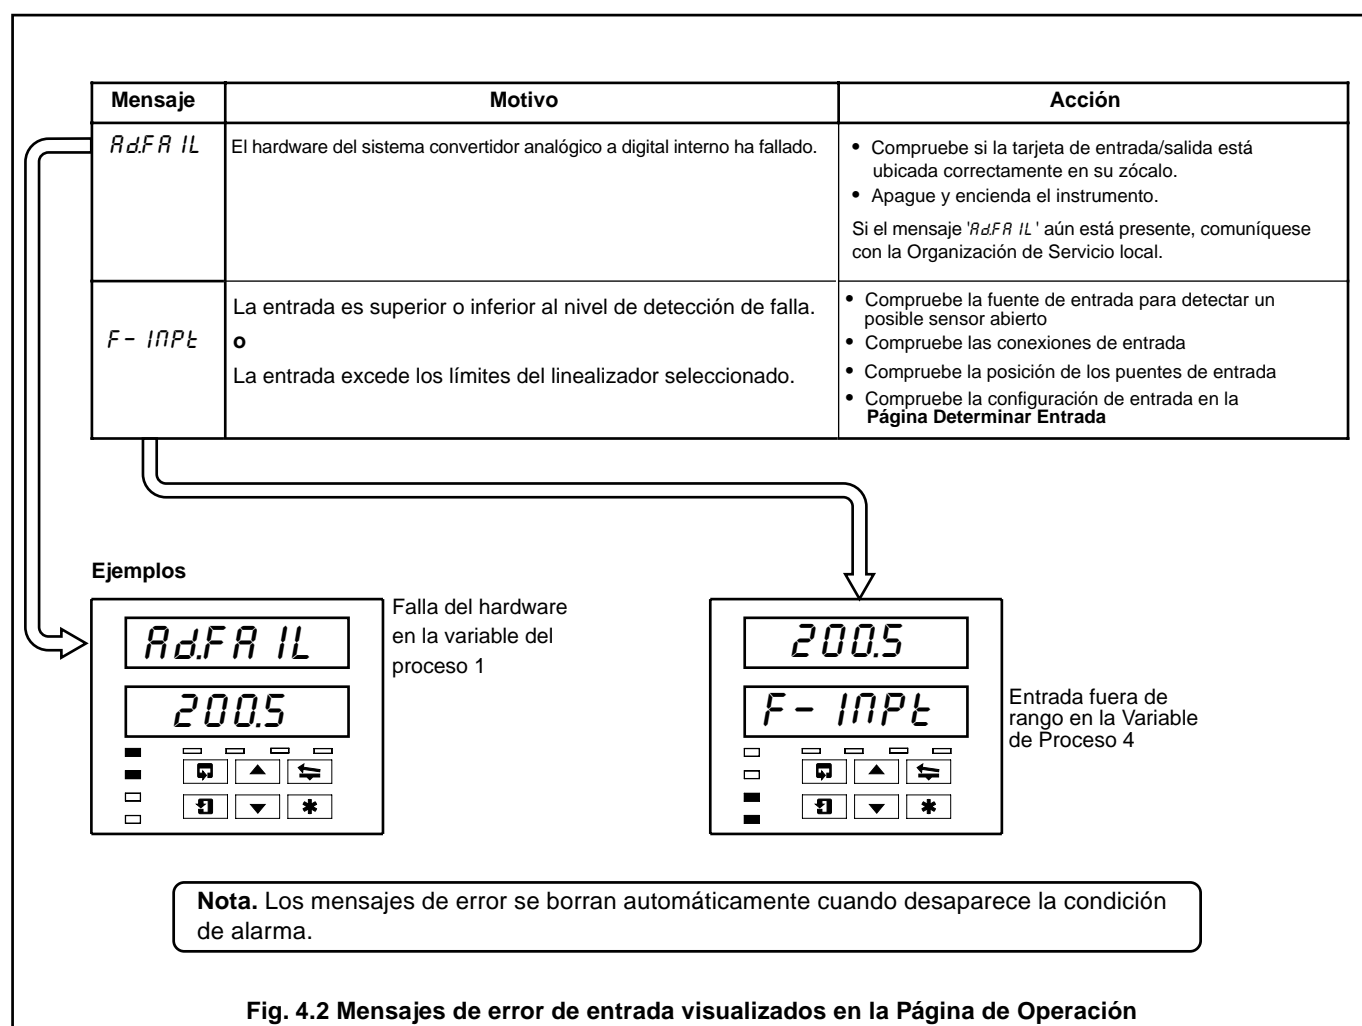 Mensaje Motivo Acción
Ad.FAIL
El hardware del sistema convertidor analógico a digital interno ha fallado.
• Compruebe si la tarjeta de entrada/salida está
ubicada correctamente en su zócalo.
• Apague y encienda el instrumento.
Si el mensaje 'Ad.FAIL' aún está presente, comuníquese
con la Organización de Servicio local.
F-INPt
La entrada es superior o inferior al nivel de detección de falla.
o
La entrada excede los límites del linealizador seleccionado.
• Compruebe la fuente de entrada para detectar un
posible sensor abierto
• Compruebe las conexiones de entrada
• Compruebe la posición de los puentes de entrada
• Compruebe la configuración de entrada en la
Página Determinar Entrada
Ejemplos
Ad.FAIL
200.5
Falla del hardware
en la variable del
proceso 1
200.5
F-INPt
Entrada fuera de
rango en la Variable
de Proceso 4
Nota. Los mensajes de error se borran automáticamente cuando desaparece la condición
de alarma.
Fig. 4.2 Mensajes de error de entrada visualizados en la Página de Operación